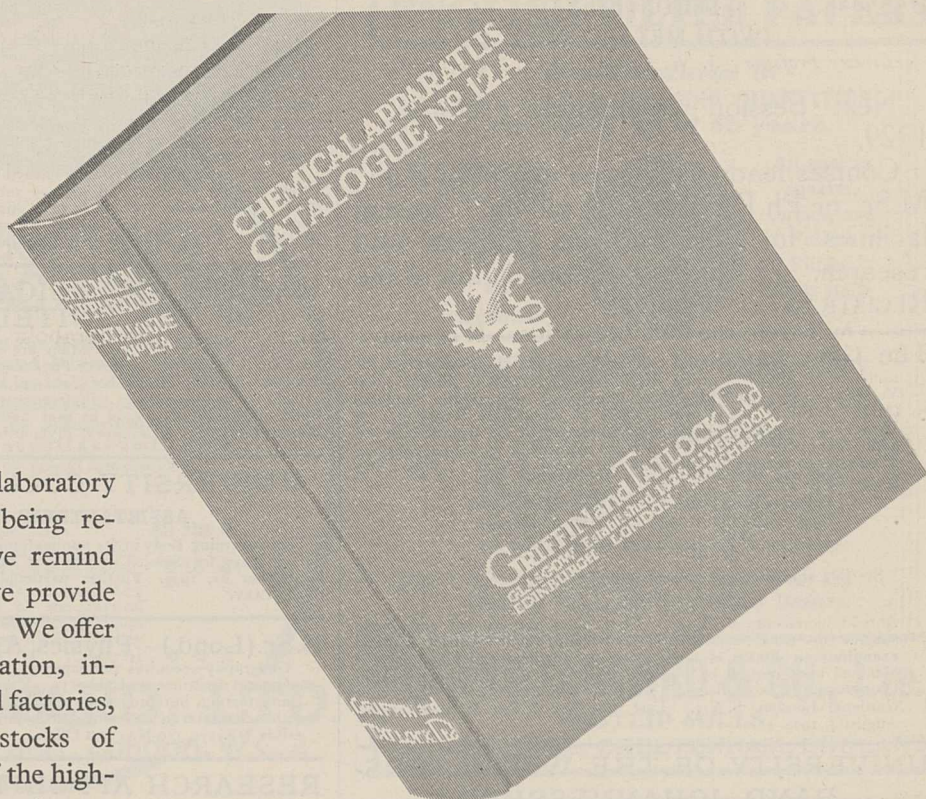 CHEMICAL APPARATUS
CATALOGUE No 12A
CHEMICAL
APPARATUS
CATALOGUE
No 12A
GRIFFIN and TATLOCK Ltd
GLASGOW Established 1826 LIVERPOOL
EDINBURGH LONDON MANCHESTER
GRIFFIN and
TATLOCK Ltd
laboratory
being re-
ve remind
ve provide
We offer
ation, in-
d factories,
stocks of
f the high-